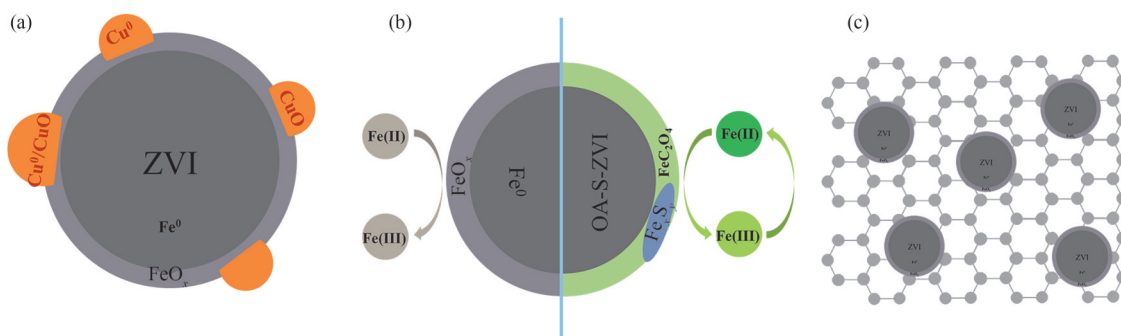 (a)
Cu⁰
CuO
Cu⁰/CuO
ZVI
Fe⁰
FeOₓ
(b)
Fe(II)
Fe(III)
FeOₓ
Fe⁰
OA-S-ZVI
FeC₂O₄
FeₓSᵧ
Fe(II)
Fe(III)
(c)
ZVI
ZVI
ZVI
ZVI
ZVI